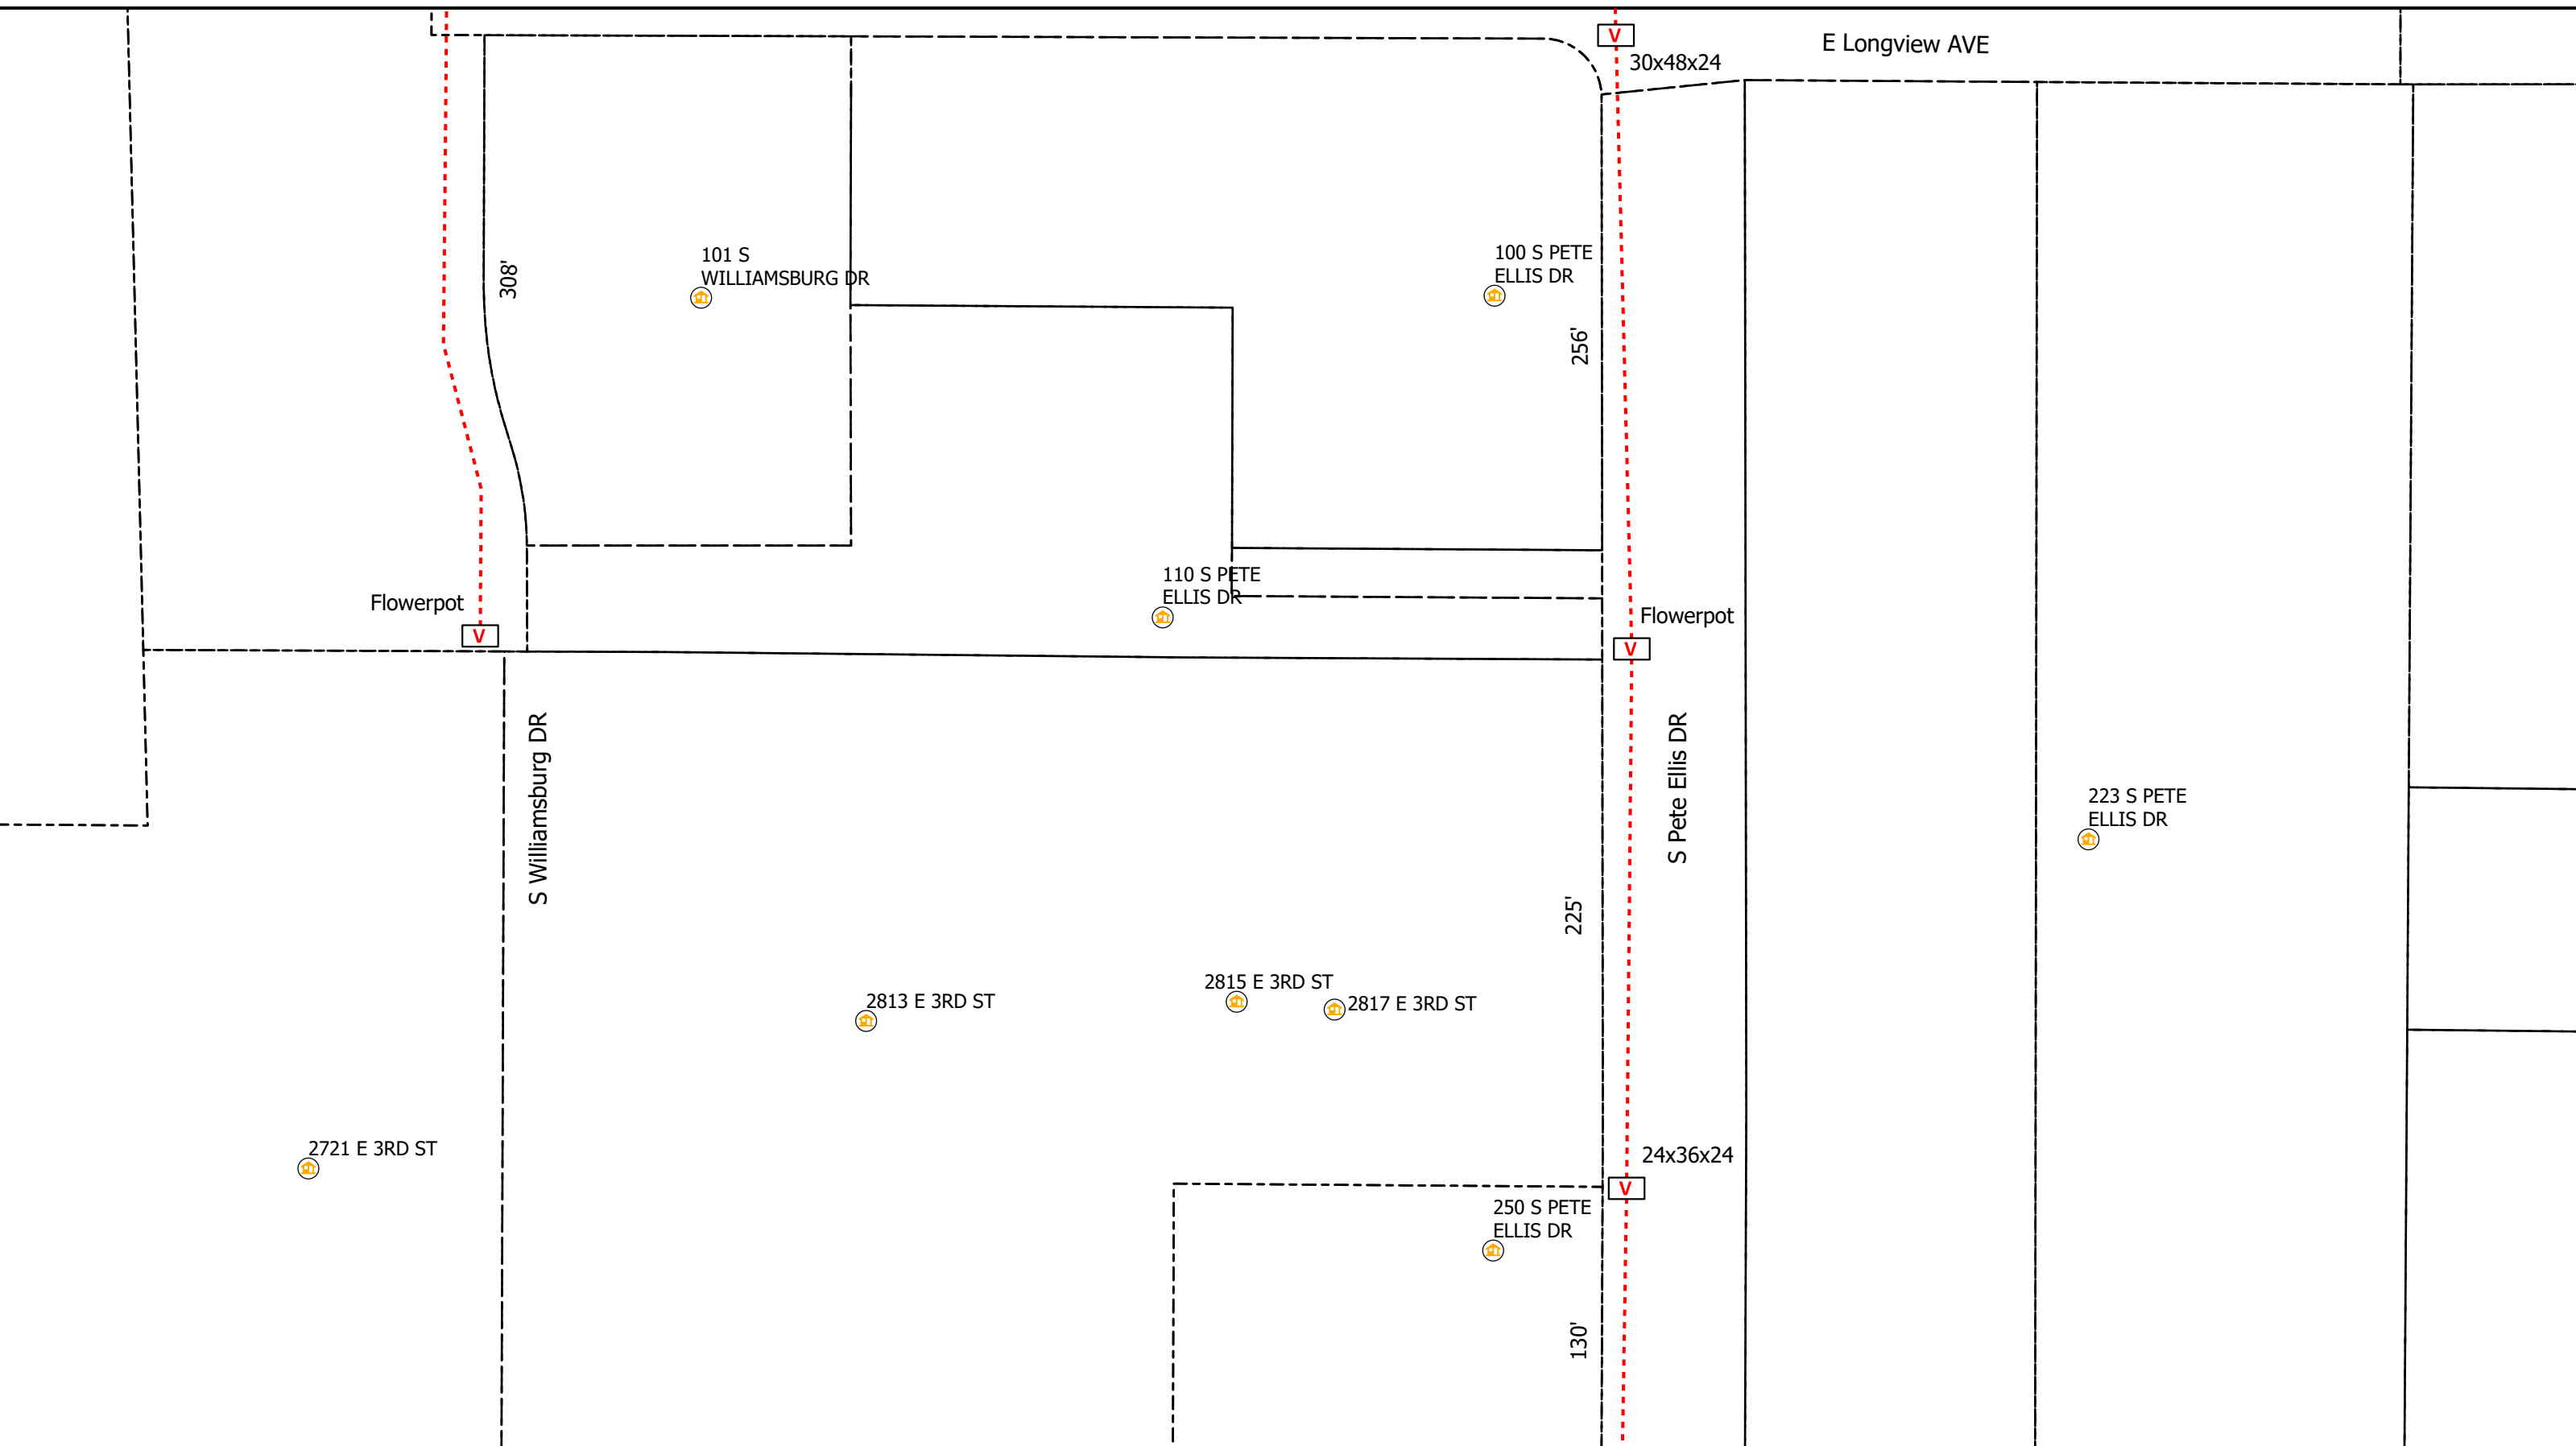 V
E Longview AVE
30x48x24
101 S
WILLIAMSBURG DR
100 S PETE
ELLIS DR
308'
256'
110 S PETE
ELLIS DR
Flowerpot
V
Flowerpot
V
S Williamsburg DR
S Pete Ellis DR
223 S PETE
ELLIS DR
225'
2813 E 3RD ST
2815 E 3RD ST
2817 E 3RD ST
2721 E 3RD ST
24x36x24
V
250 S PETE
ELLIS DR
130'